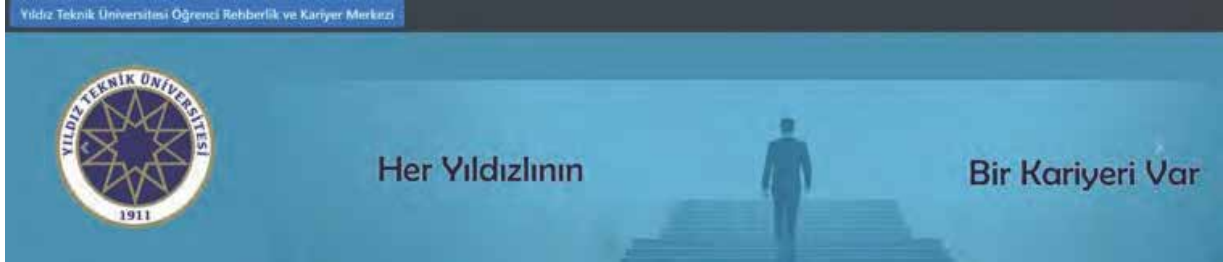 Yıldız Teknik Üniversitesi Öğrenci Rehberlik ve Kariyer Merkezi
YILDIZ TEKNİK ÜNİVERSİTESİ
1911
Her Yıldızlının
Bir Kariyeri Var